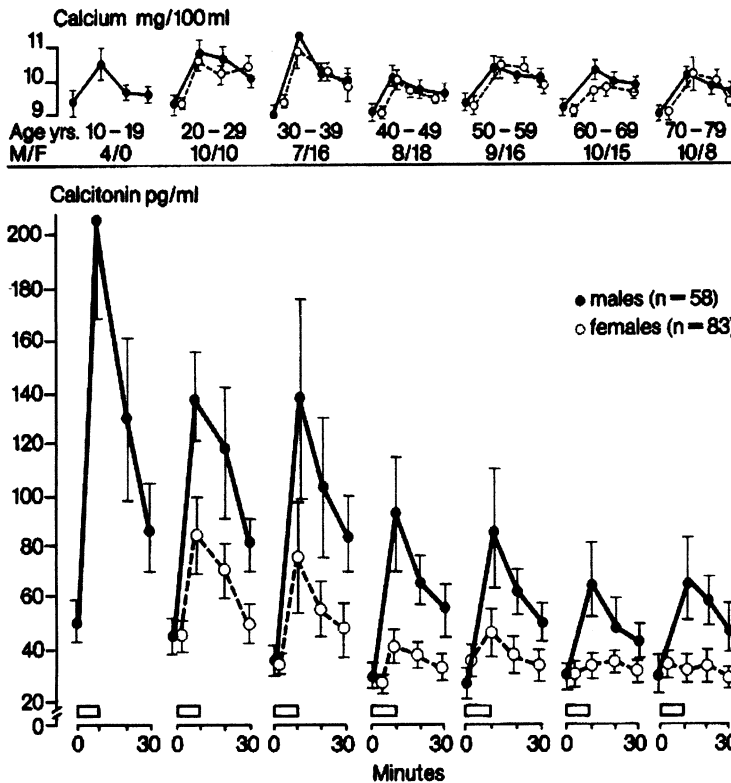 Calcium mg/100 ml
11
10
9
Age yrs. 10-19 20-29 30-39 40-49 50-59 60-69 70-79
M/F 4/0 10/10 7/16 8/18 9/16 10/15 10/8
Calcitonin pg/ml
200
180
160
140
120
100
80
60
40
20
0
● males (n=58)
○ females (n=83)
0 30 0 30 0 30 0 30 0 30 0 30 0 30
Minutes